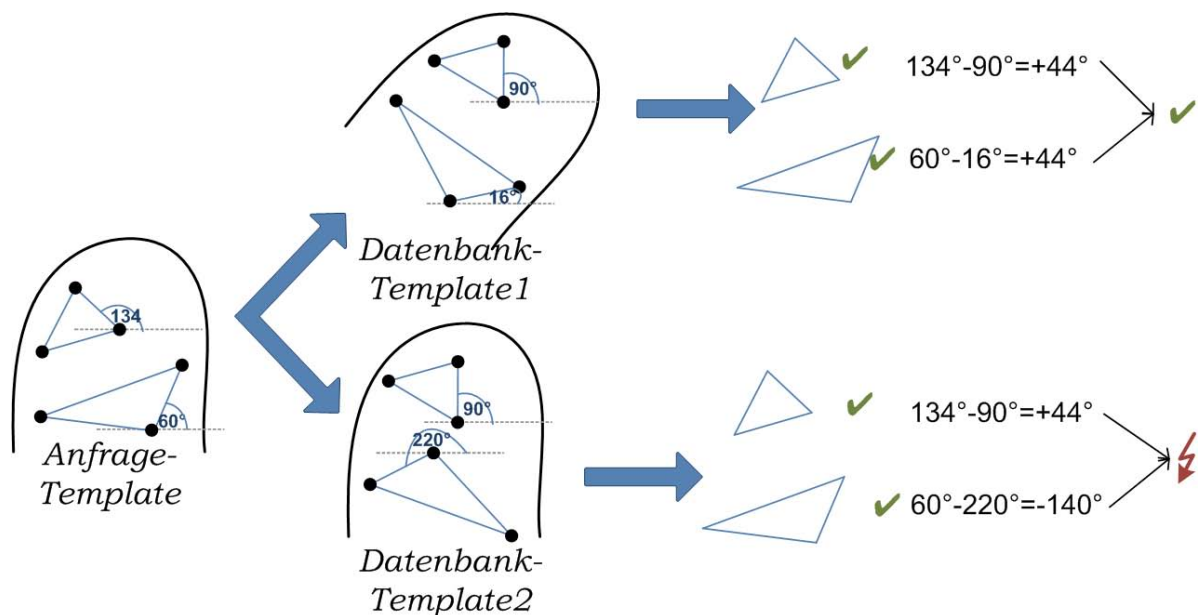 90°
134°-90°=+44°
60°-16°=+44°
16°
Datenbank-
Template1
134
60°
Anfrage-
Template
90°
220°
134°-90°=+44°
60°-220°=-140°
Datenbank-
Template2